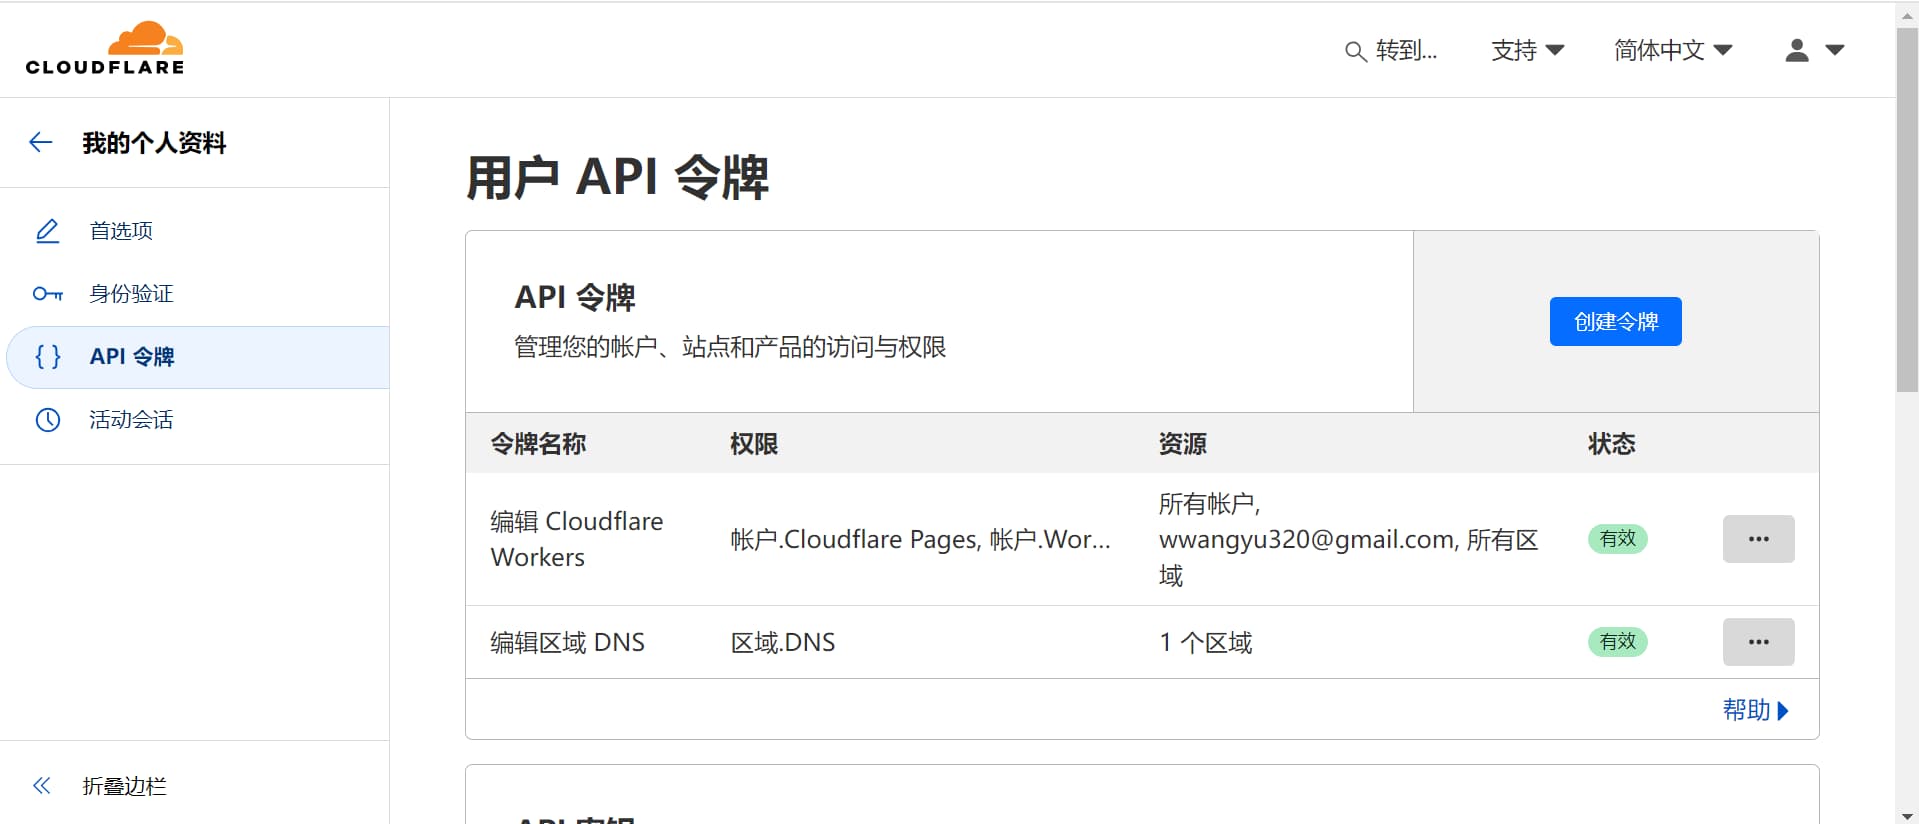 CLOUDFLARE
转到...
支持
简体中文
我的个人资料
首选项
身份验证
API 令牌
活动会话
折叠边栏
用户 API 令牌
API 令牌
管理您的帐户、站点和产品的访问与权限
创建令牌
令牌名称
权限
资源
状态
编辑 Cloudflare
Workers
帐户.Cloudflare Pages, 帐户.Wor...
所有帐户,
wwangyu320@gmail.com, 所有区
域
有效
编辑区域 DNS
区域.DNS
1 个区域
有效
帮助